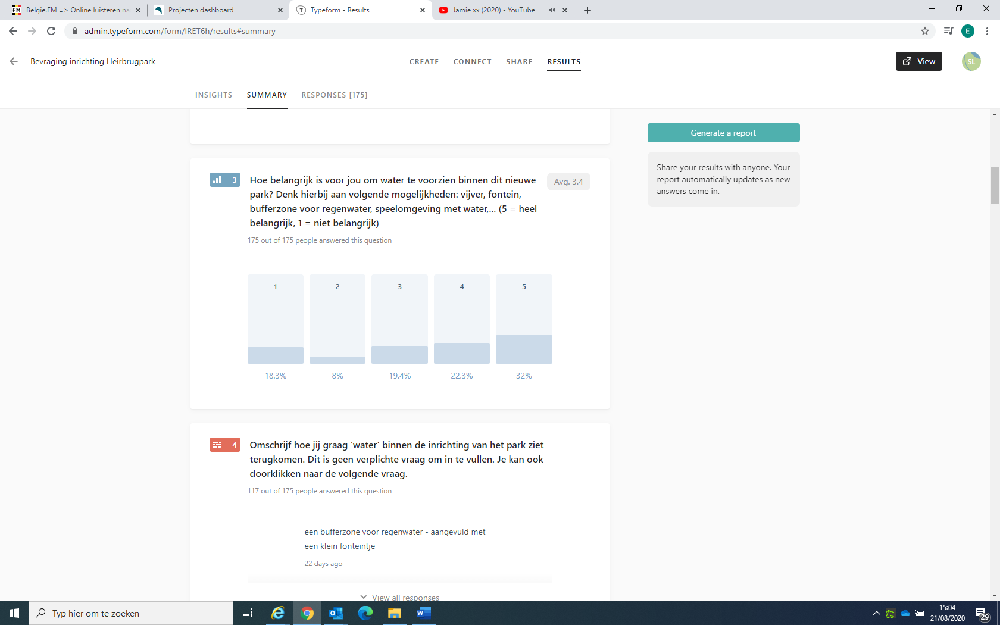 FM Belgie.FM => Online luisteren na
Projecten dashboard
T Typeform - Results
Jamie xx (2020) - YouTube
admin.typeform.com/form/IRET6h/results#summary
E
Bevraging inrichting Heirbrugpark
CREATE CONNECT SHARE RESULTS
View
SL
INSIGHTS SUMMARY RESPONSES [175]
Generate a report
Share your results with anyone. Your
report automatically updates as new
answers come in.
3 Hoe belangrijk is voor jou om water te voorzien binnen dit nieuwe
park? Denk hierbij aan volgende mogelijkheden: vijver, fontein,
bufferzone voor regenwater, speelomgeving met water,... (5 = heel
belangrijk, 1 = niet belangrijk)
Avg. 3.4
175 out of 175 people answered this question
1 2 3 4 5
18.3% 8% 19.4% 22.3% 32%
4 Omschrijf hoe jij graag 'water' binnen de inrichting van het park ziet
terugkomen. Dit is geen verplichte vraag om in te vullen. Je kan ook
doorklikken naar de volgende vraag.
117 out of 175 people answered this question
een bufferzone voor regenwater - aangevuld met
een klein fonteintje
22 days ago
View all responses
Typ hier om te zoeken
15:04
21/08/2020
29